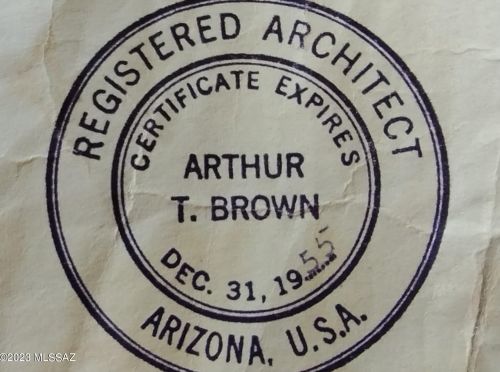 REGISTERED ARCHITECT
CERTIFICATE EXPIRES
ARTHUR
T. BROWN
DEC. 31, 1955
ARIZONA, U.S.A.
©2023 MLSSAZ